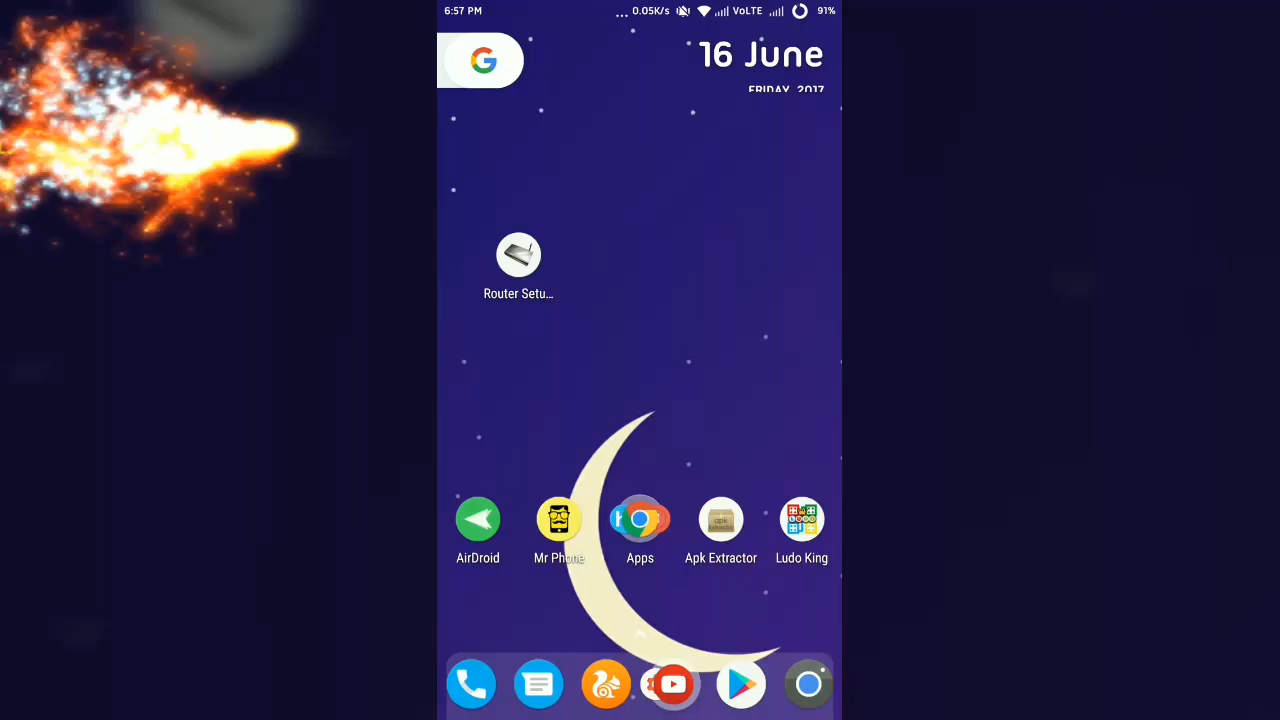 6:57 PM ... 0.05K/s VoLTE 91%
G
16 June
FRIDAY, 2017
Router Setu...
AirDroid Mr Phone Apps Apk Extractor Ludo King